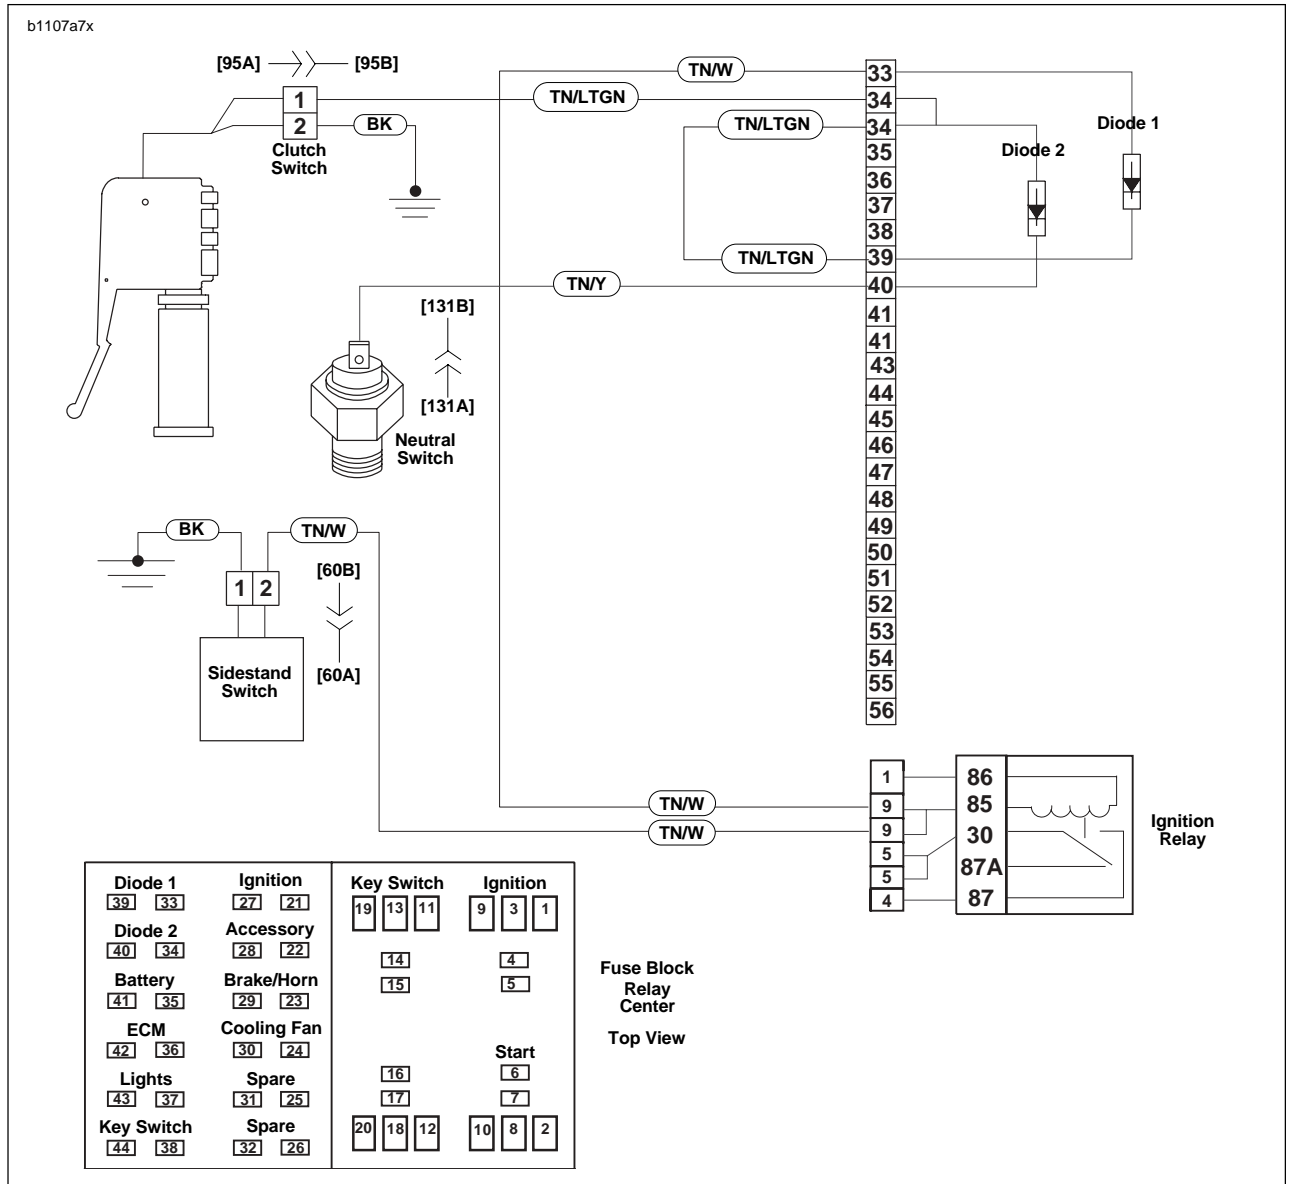 b1107a7x
[95A] [95B]
1
2
Clutch
Switch
BK
TN/W
TN/LTGN
TN/LTGN
TN/LTGN
TN/Y
33
34
34
35
36
37
38
39
40
41
41
43
44
45
46
47
48
49
50
51
52
53
54
55
56
Diode 1
Diode 2
[131B]
[131A]
Neutral
Switch
BK
TN/W
1 2
[60B]
[60A]
Sidestand
Switch
TN/W
TN/W
1
9
9
5
5
4
86
85
30
87A
87
Ignition
Relay
Diode 1
39 33
Diode 2
40 34
Battery
41 35
ECM
42 36
Lights
43 37
Key Switch
44 38
Ignition
27 21
Accessory
28 22
Brake/Horn
29 23
Cooling Fan
30 24
Spare
31 25
Spare
32 26
Key Switch
19 13 11
14
15
16
17
20 18 12
Ignition
9 3 1
4
5
Start
6
7
10 8 2
Fuse Block
Relay
Center
Top View